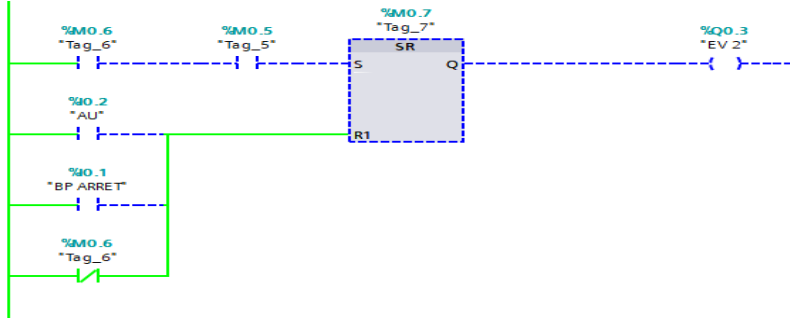 %M0.6
"Tag_6"
%M0.5
"Tag_5"
%M0.7
"Tag_7"
SR
S
Q
R1
%Q0.3
"EV 2"
%I0.2
"AU"
%I0.1
"BP ARRET"
%M0.6
"Tag_6"